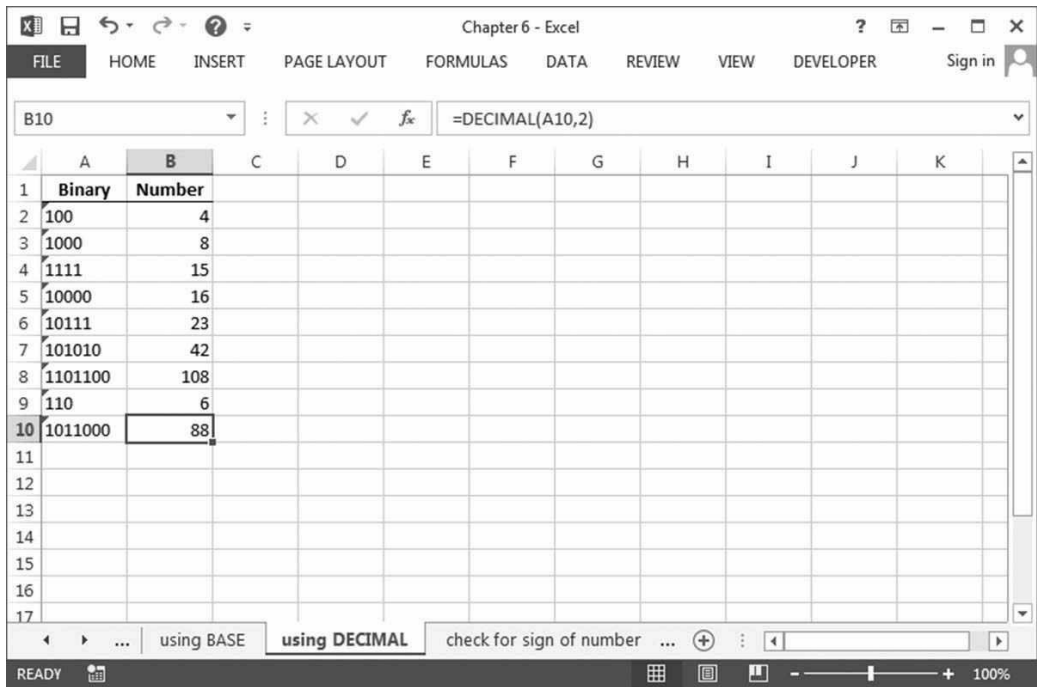 Chapter 6 - Excel
FILE HOME INSERT PAGE LAYOUT FORMULAS DATA REVIEW VIEW DEVELOPER Sign in
B10 fx =DECIMAL(A10,2)
A B C D E F G H I J K
1 Binary Number
2 100 4
3 1000 8
4 1111 15
5 10000 16
6 10111 23
7 101010 42
8 1101100 108
9 110 6
10 1011000 88
11
12
13
14
15
16
17
... using BASE using DECIMAL check for sign of number ...
READY 100%